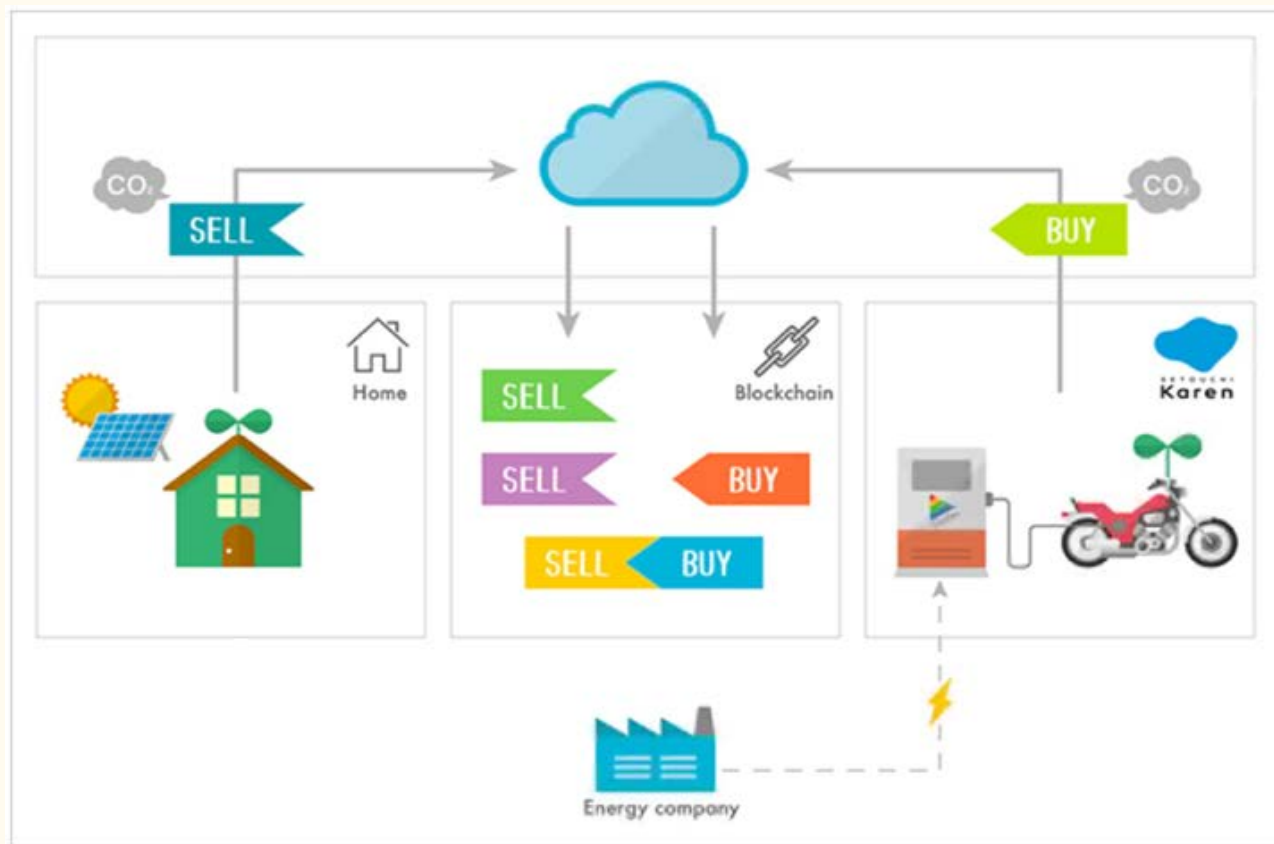 CO₂
CO₂
SELL
BUY
Home
Blockchain
SETOUCHI
Karen
SELL
SELL
BUY
SELL
BUY
Energy company